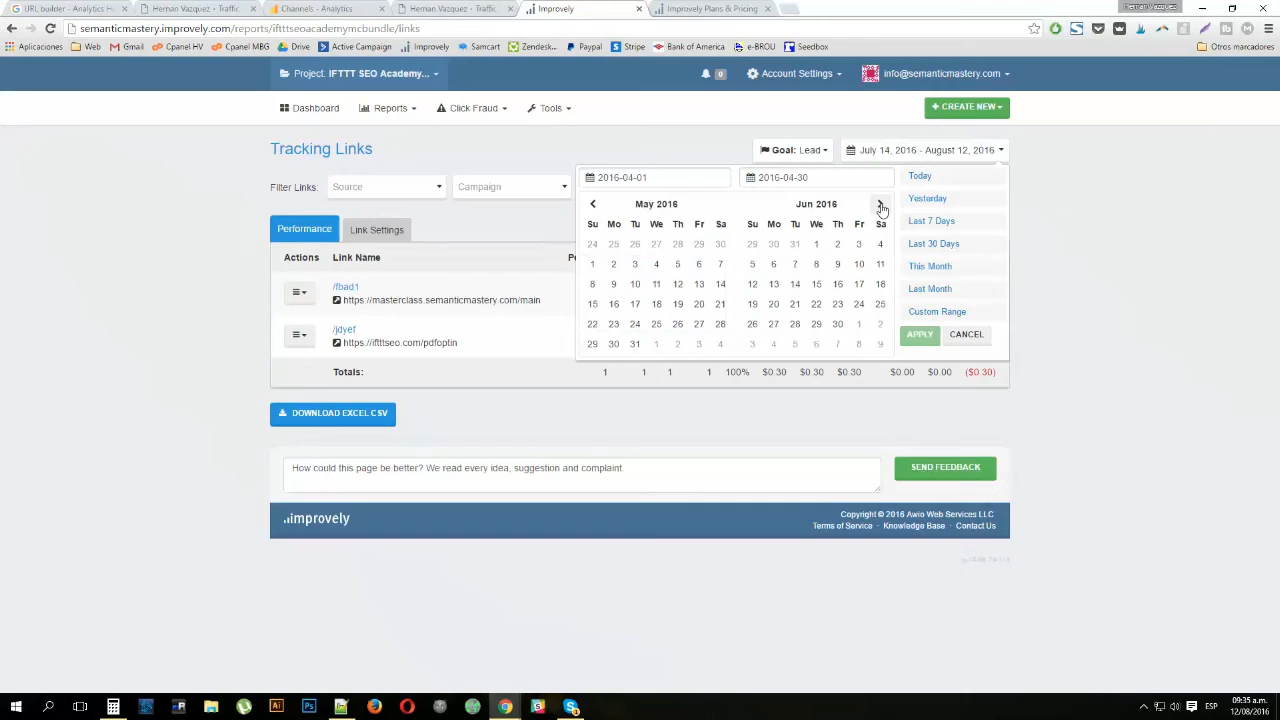 URL builder - Analytics H
Hernan Vazquez - Traffic
Channels - Analytics
Hernan Vazquez - Traffic
Improvely
Improvely Plans & Pricing
Hernan Vazquez
semanticmastery.improvely.com/reports/iftttseoacademymcbundle/links
Aplicaciones
Web
Gmail
Cpanel HV
Cpanel MBG
Drive
Active Campaign
Improvely
Samcart
Zendesk...
Paypal
Stripe
Bank of America
e-BROU
Seedbox
Otros marcadores
Project: IFTTT SEO Academy...
0
Account Settings
info@semanticmastery.com
Dashboard
Reports
Click Fraud
Tools
+ CREATE NEW
Tracking Links
Goal: Lead
July 14, 2016 - August 12, 2016
Filter Links:
Source
Campaign
2016-04-01
2016-04-30
Today
Yesterday
Last 7 Days
Last 30 Days
This Month
Last Month
Custom Range
APPLY
CANCEL
May 2016
Su Mo Tu We Th Fr Sa
24 25 26 27 28 29 30
1 2 3 4 5 6 7
8 9 10 11 12 13 14
15 16 17 18 19 20 21
22 23 24 25 26 27 28
29 30 31 1 2 3 4
Jun 2016
Su Mo Tu We Th Fr Sa
29 30 31 1 2 3 4
5 6 7 8 9 10 11
12 13 14 15 16 17 18
19 20 21 22 23 24 25
26 27 28 29 30 1 2
3 4 5 6 7 8 9
Performance
Link Settings
Actions
Link Name
/fbad1
https://masterclass.semanticmastery.com/main
/jdyef
https://iftttseo.com/pdfoptin
Totals: 1 1 1 1 100% $0.30 $0.30 $0.30 $0.00 $0.00 ($0.30)
DOWNLOAD EXCEL CSV
How could this page be better? We read every idea, suggestion and complaint.
SEND FEEDBACK
improvely
Copyright © 2016 Awio Web Services LLC
Terms of Service · Knowledge Base · Contact Us
ESP
09:35 a.m.
12/08/2016